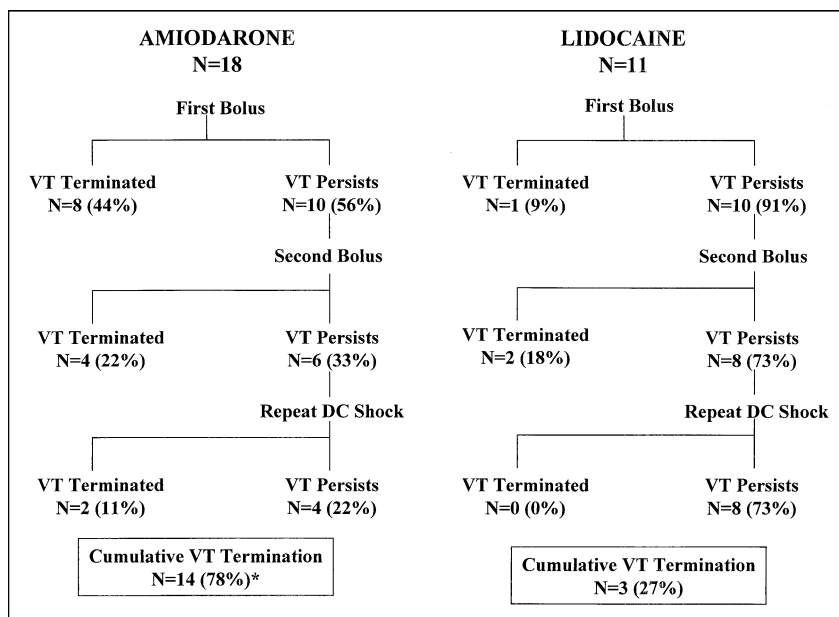 AMIODARONE
N=18
First Bolus
VT Terminated
N=8 (44%)
VT Persists
N=10 (56%)
Second Bolus
VT Terminated
N=4 (22%)
VT Persists
N=6 (33%)
Repeat DC Shock
VT Terminated
N=2 (11%)
VT Persists
N=4 (22%)
Cumulative VT Termination
N=14 (78%)*
LIDOCAINE
N=11
First Bolus
VT Terminated
N=1 (9%)
VT Persists
N=10 (91%)
Second Bolus
VT Terminated
N=2 (18%)
VT Persists
N=8 (73%)
Repeat DC Shock
VT Terminated
N=0 (0%)
VT Persists
N=8 (73%)
Cumulative VT Termination
N=3 (27%)